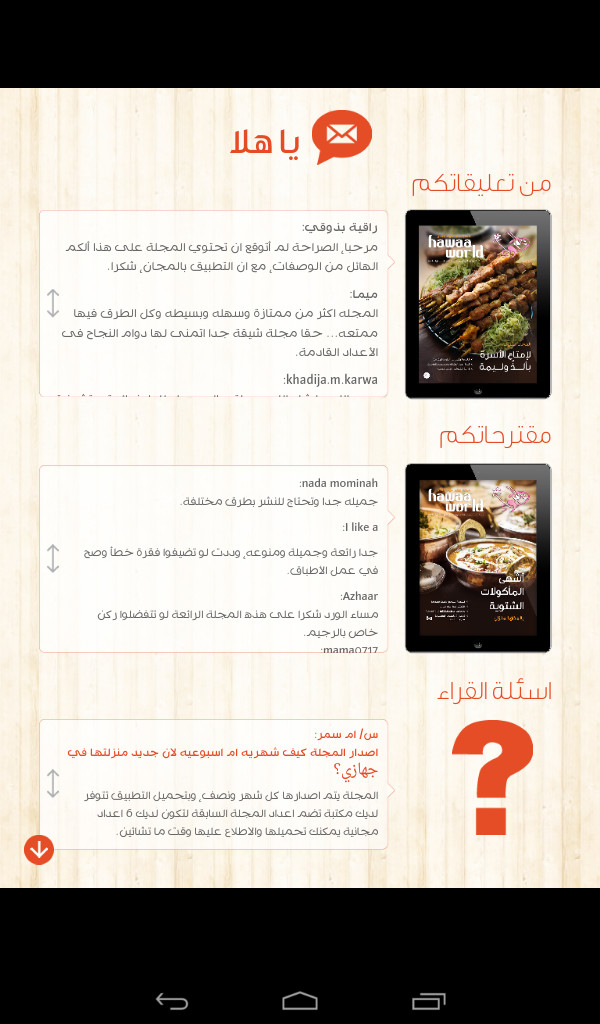 يا هلا
من تعليقاتكم
راقية بذوقي:
مرحبا، الصراحة لم أتوقع ان تحتوي المجلة على هذا ألكم
الهائل من الوصفات، مع ان التطبيق بالمجان، شكرا.
ميما:
المجله اكثر من ممتازة وسهله وبسيطه وكل الطرق فيها
ممتعه... حقا مجلة شيقة جدا اتمنى لها دوام النجاح في
الأعداد القادمة.
khadija.m.karwa:
hawaa
world
لإمتاع الأسرة
بألذّ وليمة
مقترحاتكم
nada mominah:
جميله جدا وتحتاج للنشر بطرق مختلفة.
I like a:
جدا رائعة وجميلة ومنوعه، وددت لو تضيفوا فقرة خطأ وصح
في عمل الاطباق.
Azhaar:
مساء الورد شكرا على هذه المجلة الرائعة لو تتفضلوا ركن
خاص بالرجيم.
mama0717:
hawaa
world
أشهى
المأكولات
الشتوية
اسئلة القراء
س/ ام سمر:
اصدار المجلة كيف شهريه ام اسبوعيه لان جديد منزلتها في
جهازي؟
المجلة يتم اصدارها كل شهر ونصف، وبتحميل التطبيق تتوفر
لديك مكتبة تضم اعداد المجلة السابقة لتكون لديك 6 اعداد
مجانية يمكنك تحميلها والاطلاع عليها وقت ما تشائين.